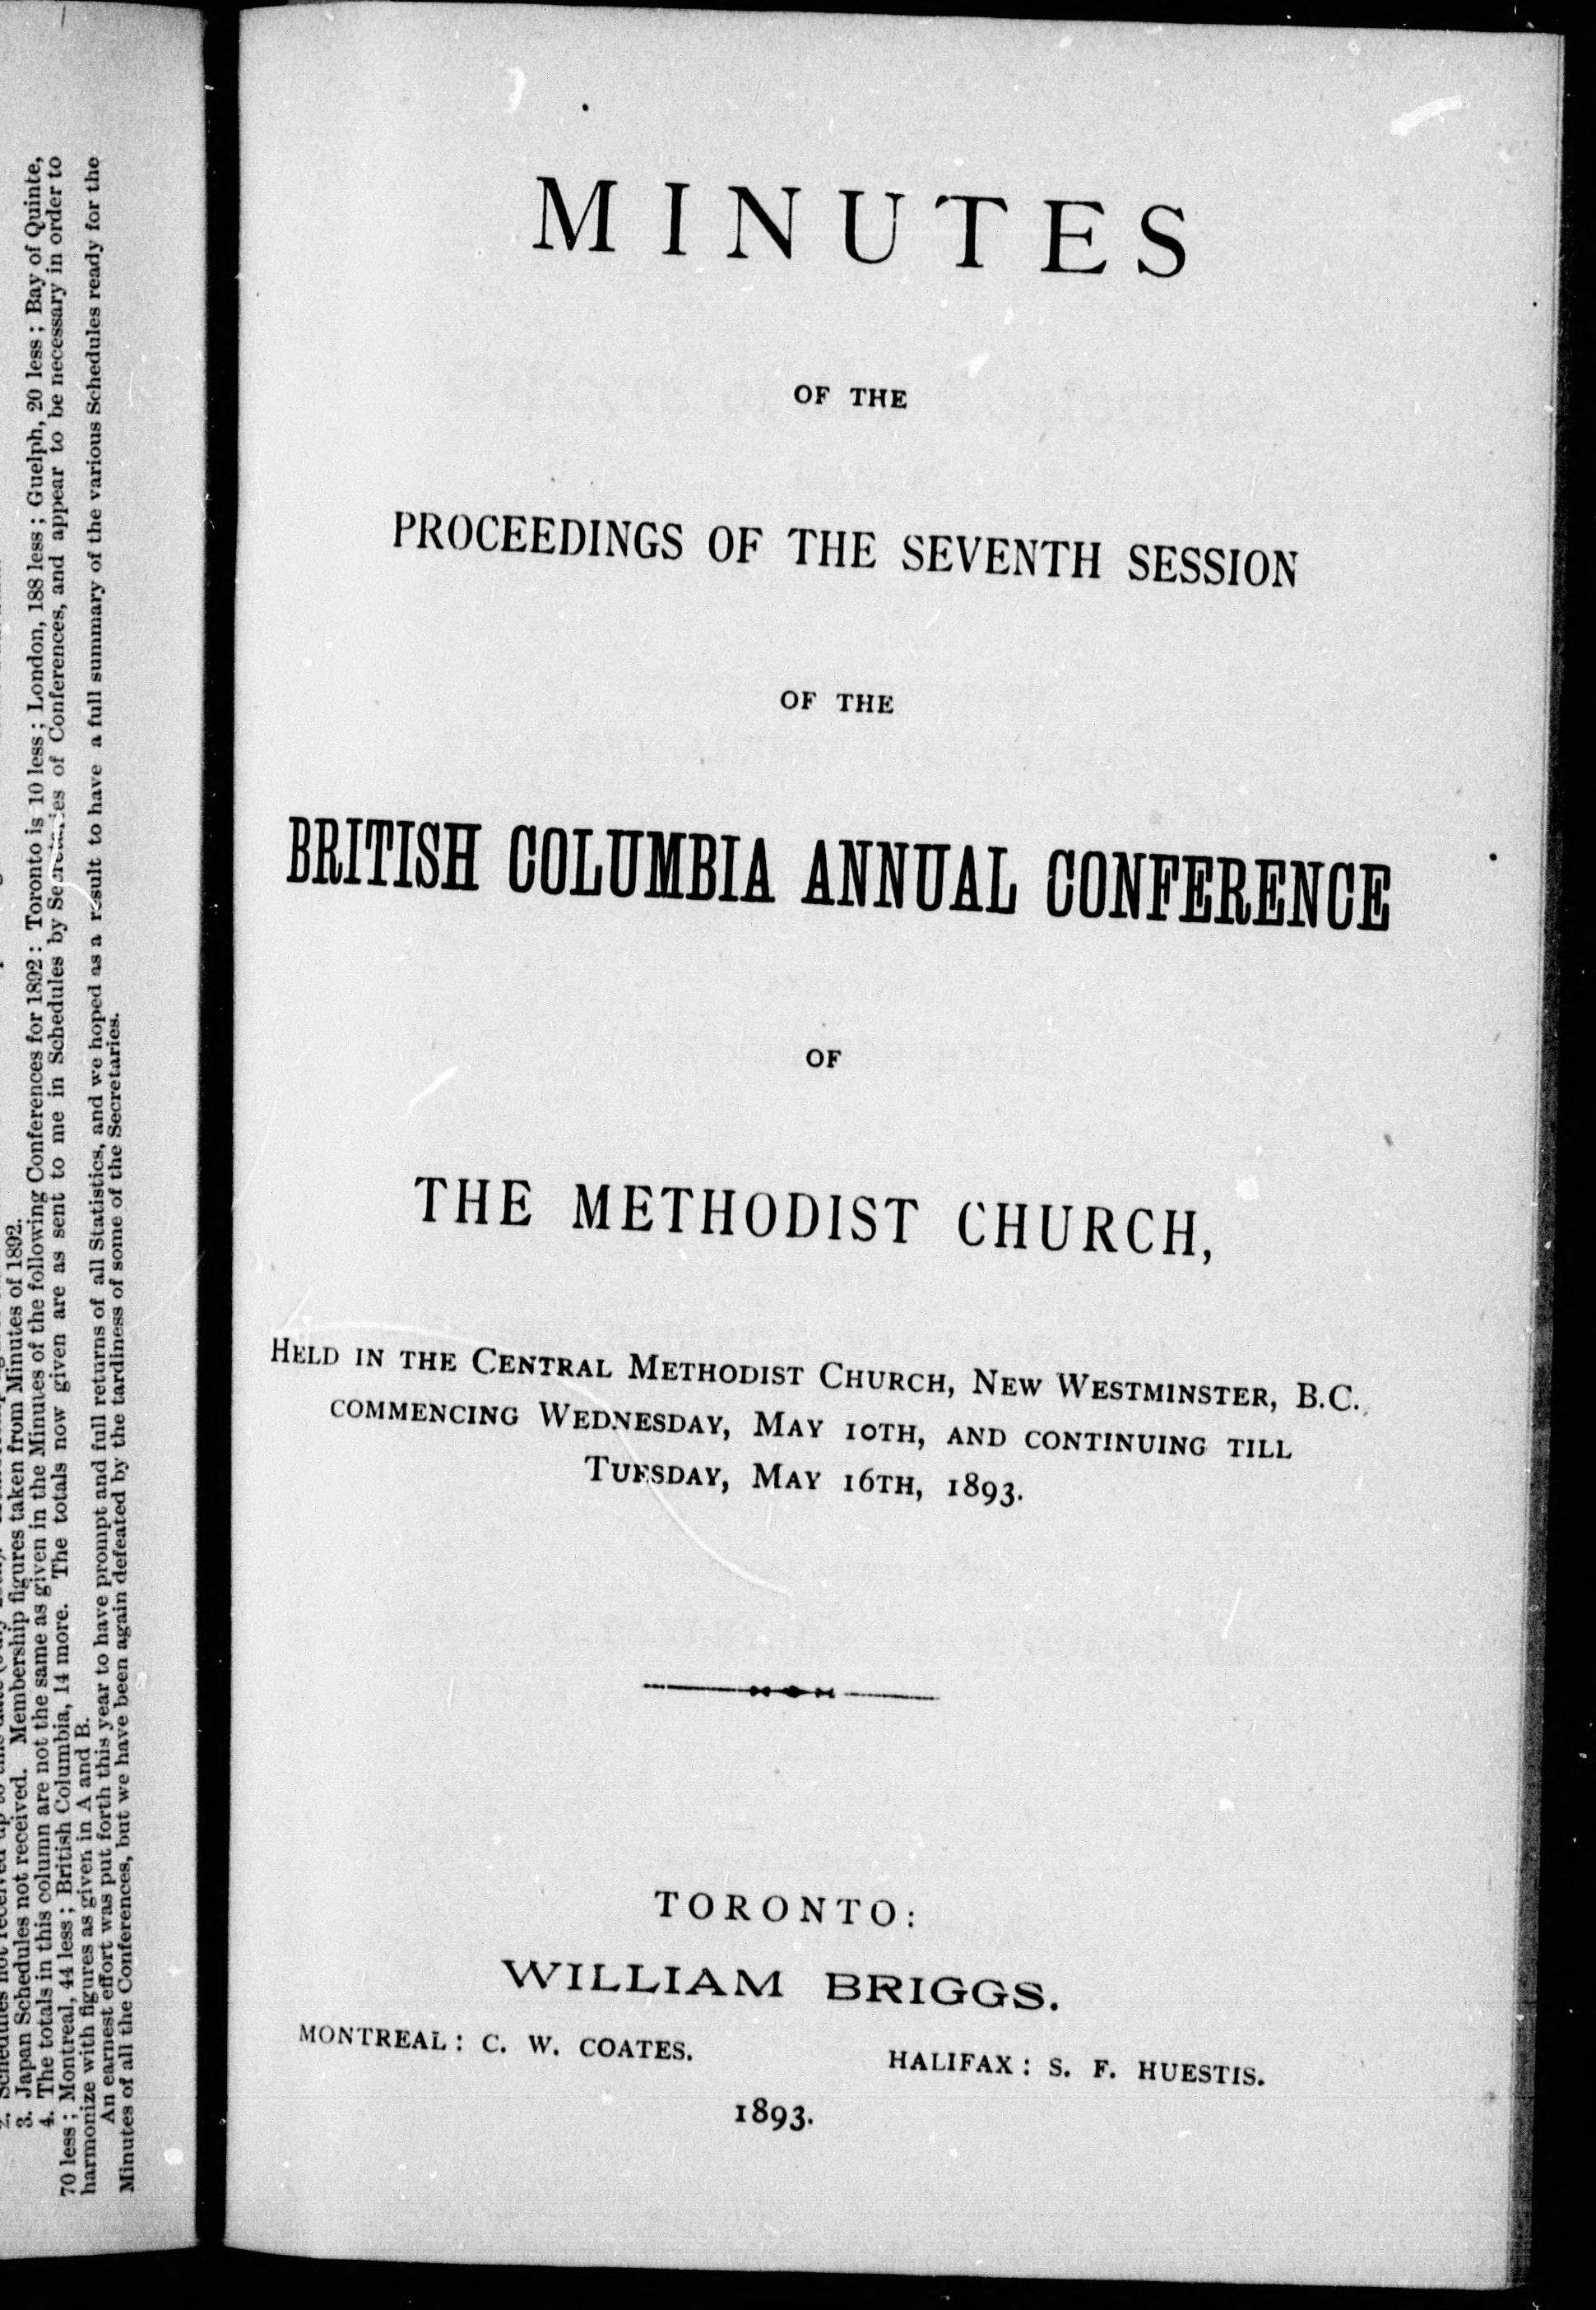 3. Japan Schedules not received. Membership figures taken from Minutes of 1892.
4. The totals in this column are not the same as given in the Minutes of the following Conferences for 1892: Toronto is 10 less; London, 188 less; Guelph, 20 less; Bay of Quinte,
70 less; Montreal, 44 less; British Columbia, 14 more. The totals now given are as sent to me in Schedules by Secretaries of Conferences, and appear to be necessary in order to
harmonize with figures as given in A and B.
An earnest effort was put forth this year to have prompt and full returns of all Statistics, and we hoped as a result to have a full summary of the various Schedules ready for the
Minutes of all the Conferences, but we have been again defeated by the tardiness of some of the Secretaries.
MINUTES
OF THE
PROCEEDINGS OF THE SEVENTH SESSION
OF THE
BRITISH COLUMBIA ANNUAL CONFERENCE
OF
THE METHODIST CHURCH,
HELD IN THE CENTRAL METHODIST CHURCH, NEW WESTMINSTER, B.C.,
COMMENCING WEDNESDAY, MAY 10TH, AND CONTINUING TILL
TUESDAY, MAY 16TH, 1893.
TORONTO:
WILLIAM BRIGGS.
MONTREAL: C. W. COATES. HALIFAX: S. F. HUESTIS.
1893.